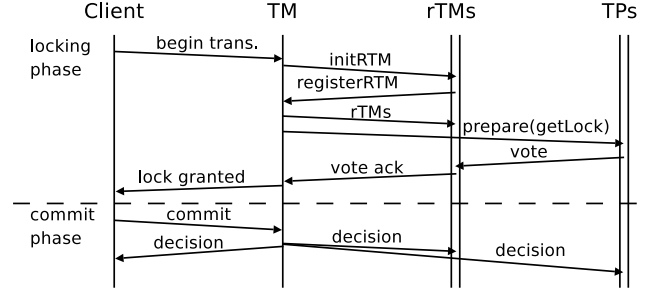 Client TM rTMs TPs
locking
phase
begin trans.
initRTM
registerRTM
rTMs
prepare(getLock)
vote
vote ack
lock granted
commit
phase
commit
decision
decision
decision